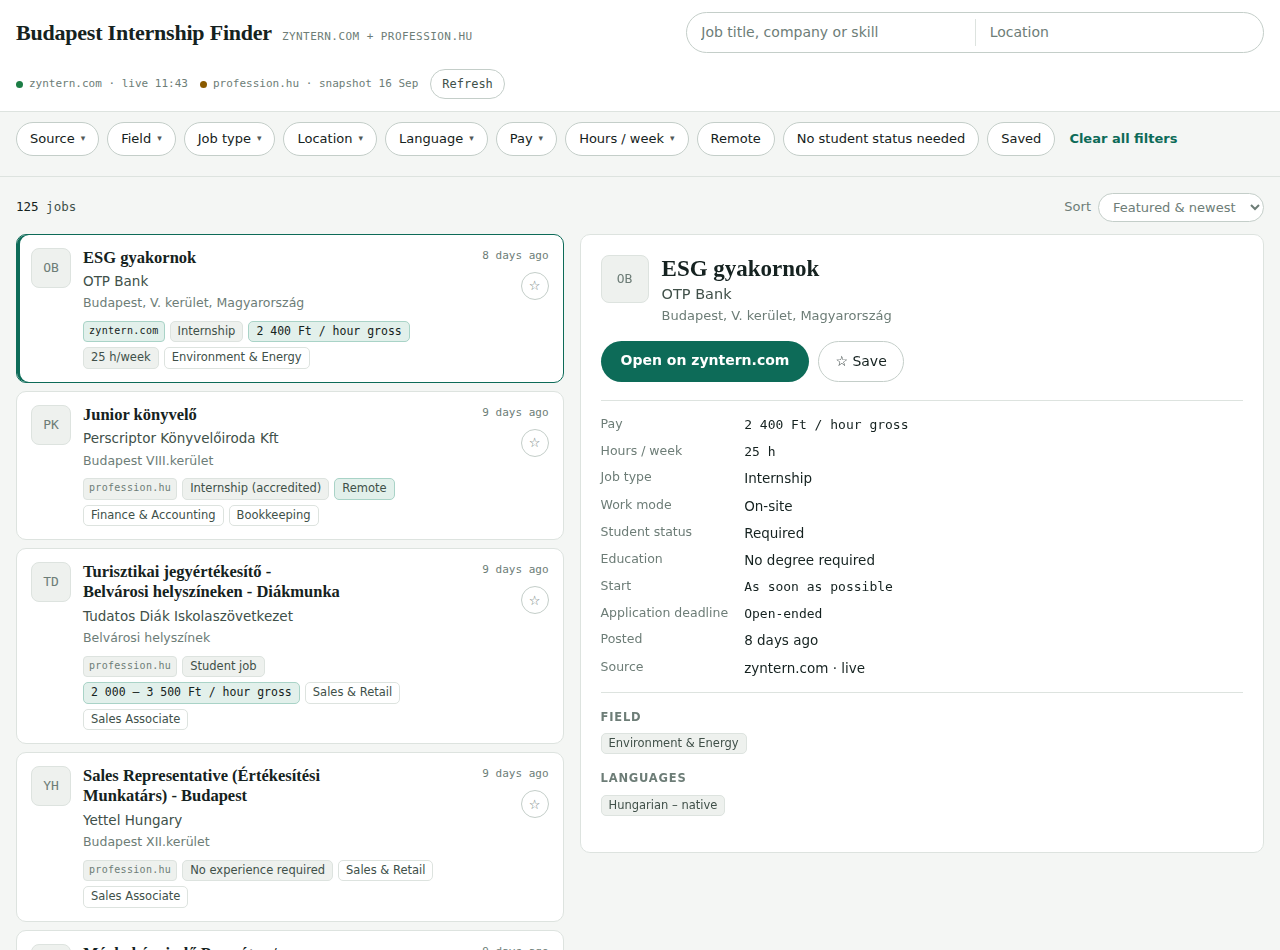 Budapest Internship Finder ZYNTERN.COM + PROFESSION.HU
Job title, company or skill
Location
zyntern.com · live 11:43
profession.hu · snapshot 16 Sep
Refresh
Source ▾
Field ▾
Job type ▾
Location ▾
Language ▾
Pay ▾
Hours / week ▾
Remote
No student status needed
Saved
Clear all filters
125 jobs
Sort
Featured & newest
OB
ESG gyakornok
8 days ago
OTP Bank
☆
Budapest, V. kerület, Magyarország
zyntern.com
Internship
2 400 Ft / hour gross
25 h/week
Environment & Energy
PK
Junior könyvelő
9 days ago
Perscriptor Könyvelőiroda Kft
☆
Budapest VIII.kerület
profession.hu
Internship (accredited)
Remote
Finance & Accounting
Bookkeeping
TD
Turisztikai jegyértékesítő -
Belvárosi helyszíneken - Diákmunka
9 days ago
Tudatos Diák Iskolaszövetkezet
☆
Belvárosi helyszínek
profession.hu
Student job
2 000 – 3 500 Ft / hour gross
Sales & Retail
Sales Associate
YH
Sales Representative (Értékesítési
Munkatárs) - Budapest
9 days ago
Yettel Hungary
☆
Budapest XII.kerület
profession.hu
No experience required
Sales & Retail
Sales Associate
OB
ESG gyakornok
OTP Bank
Budapest, V. kerület, Magyarország
Open on zyntern.com
☆ Save
Pay 2 400 Ft / hour gross
Hours / week 25 h
Job type Internship
Work mode On-site
Student status Required
Education No degree required
Start As soon as possible
Application deadline Open-ended
Posted 8 days ago
Source zyntern.com · live
FIELD
Environment & Energy
LANGUAGES
Hungarian – native